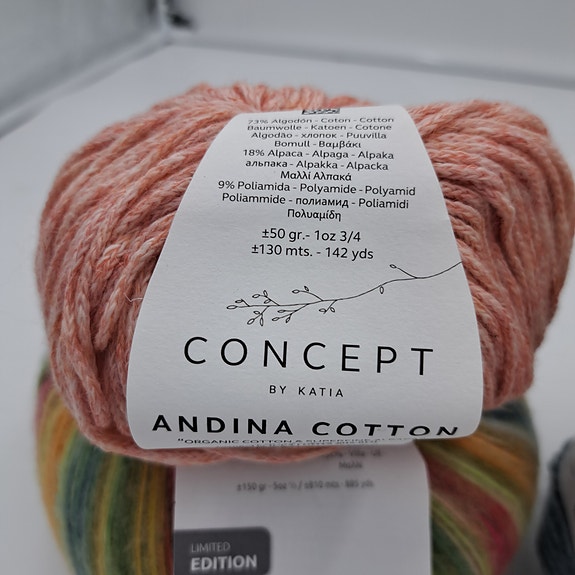 73% Algodón - Coton - Cotton
Baumwolle - Katoen - Cotone
Algodão - хлопок - Puuvilla
Bomull - Βαμβάκι
18% Alpaca - Alpaga - Alpaka
альпака - Alpakka - Alpacka
Μαλλί Αλπακά
9% Poliamida - Polyamide - Polyamid
Poliammide - полиамид - Poliamidi
Πολυαμίδη
±50 gr.- 1oz 3/4
±130 mts. - 142 yds
CONCEPT
BY KATIA
ANDINA COTTON
"ORGANIC COTTON &
LIMITED
EDITION